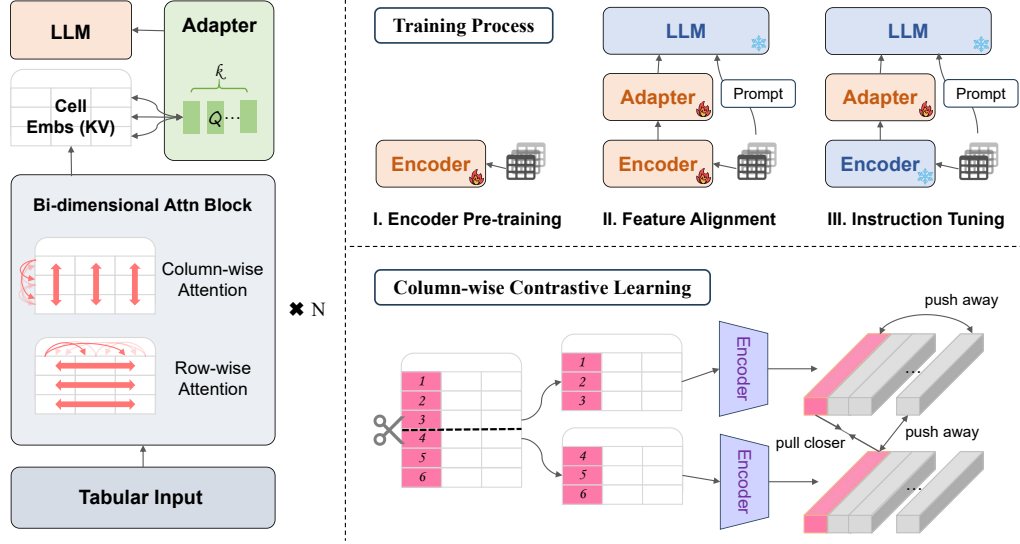 LLM
Adapter
k
Q ...
Cell
Embs (KV)
Bi-dimensional Attn Block
Column-wise
Attention
Row-wise
Attention
✖ N
Tabular Input
Training Process
LLM
Adapter
Prompt
Encoder
LLM
Adapter
Prompt
Encoder
Encoder
I. Encoder Pre-training
II. Feature Alignment
III. Instruction Tuning
Column-wise Contrastive Learning
1
2
3
4
5
6
1
2
3
4
5
6
Encoder
Encoder
push away
...
pull closer
push away
...